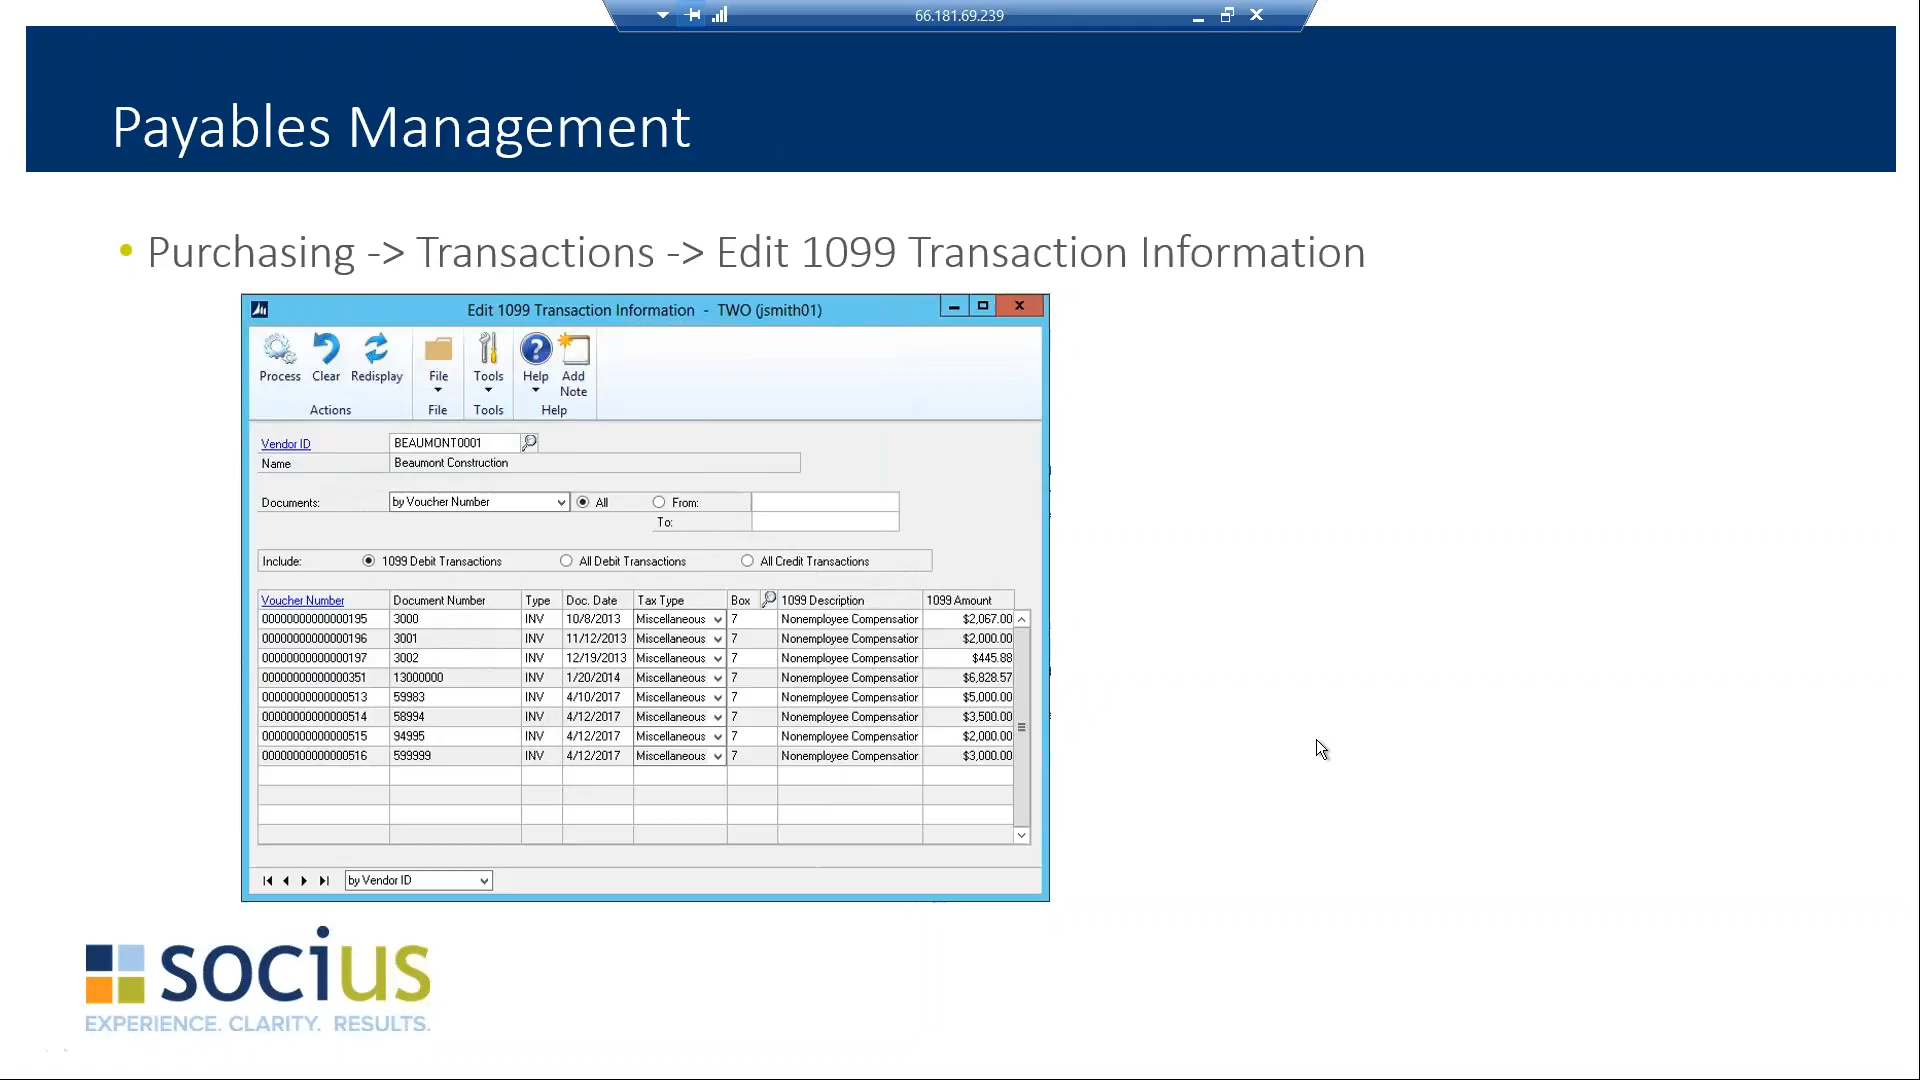 66.181.69.239
Payables Management
• Purchasing -> Transactions -> Edit 1099 Transaction Information
Edit 1099 Transaction Information - TWO (jsmith01)
Process Clear Redisplay File Tools Help Add Note
Actions File Tools Help
Vendor ID BEAUMONT0001
Name Beaumont Construction
Documents: by Voucher Number All From:
To:
Include: 1099 Debit Transactions All Debit Transactions All Credit Transactions
Voucher Number Document Number Type Doc. Date Tax Type Box 1099 Description 1099 Amount
00000000000000195 3000 INV 10/8/2013 Miscellaneous 7 Nonemployee Compensation $2,067.00
00000000000000196 3001 INV 11/12/2013 Miscellaneous 7 Nonemployee Compensation $2,000.00
00000000000000197 3002 INV 12/19/2013 Miscellaneous 7 Nonemployee Compensation $445.88
00000000000000351 13000000 INV 1/20/2014 Miscellaneous 7 Nonemployee Compensation $6,828.57
00000000000000513 59983 INV 4/10/2017 Miscellaneous 7 Nonemployee Compensation $5,000.00
00000000000000514 58994 INV 4/12/2017 Miscellaneous 7 Nonemployee Compensation $3,500.00
00000000000000515 94995 INV 4/12/2017 Miscellaneous 7 Nonemployee Compensation $2,000.00
00000000000000516 599999 INV 4/12/2017 Miscellaneous 7 Nonemployee Compensation $3,000.00
by Vendor ID
socius
EXPERIENCE. CLARITY. RESULTS.